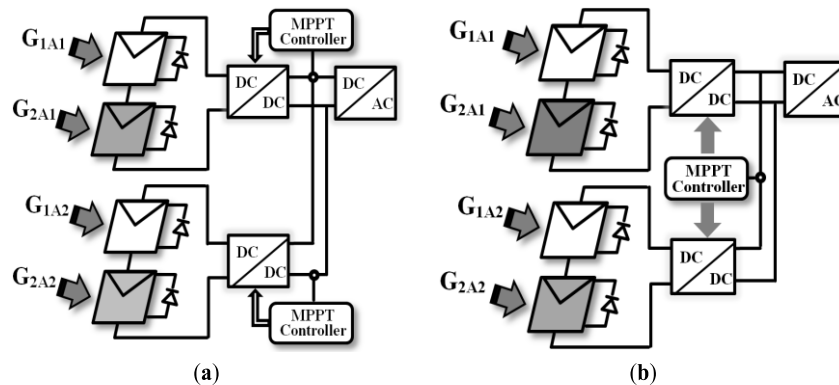 MPPT
Controller
G1A1
DC
DC
DC
AC
G2A1
G1A2
DC
DC
G2A2
MPPT
Controller
(a)
G1A1
DC
DC
DC
AC
G2A1
MPPT
Controller
G1A2
DC
DC
G2A2
(b)